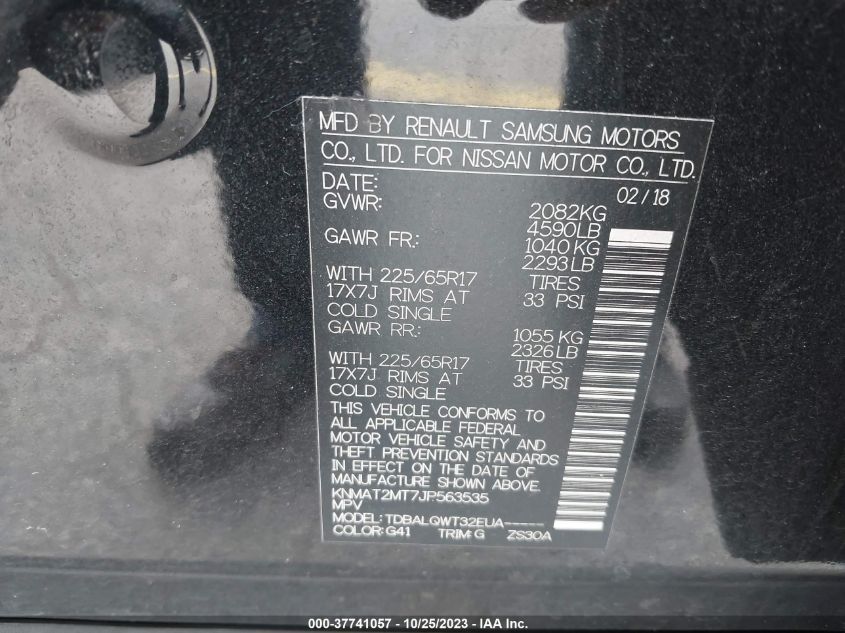 MFD BY RENAULT SAMSUNG MOTORS
CO., LTD. FOR NISSAN MOTOR CO., LTD.
DATE: 02/18
GVWR: 2082KG
4590LB
GAWR FR.: 1040KG
2293LB
WITH 225/65R17 TIRES
17X7J RIMS AT 33 PSI
COLD SINGLE
GAWR RR.: 1055 KG
2326LB
WITH 225/65R17 TIRES
17X7J RIMS AT 33 PSI
COLD SINGLE
THIS VEHICLE CONFORMS TO
ALL APPLICABLE FEDERAL
MOTOR VEHICLE SAFETY AND
THEFT PREVENTION STANDARDS
IN EFFECT ON THE DATE OF
MANUFACTURE SHOWN ABOVE.
KNMAT2MT7JP563535
MPV
MODEL: TDBALQWT32EUA-----
COLOR: G41 TRIM: G ZS30A
000-37741057 - 10/25/2023 - IAA Inc.